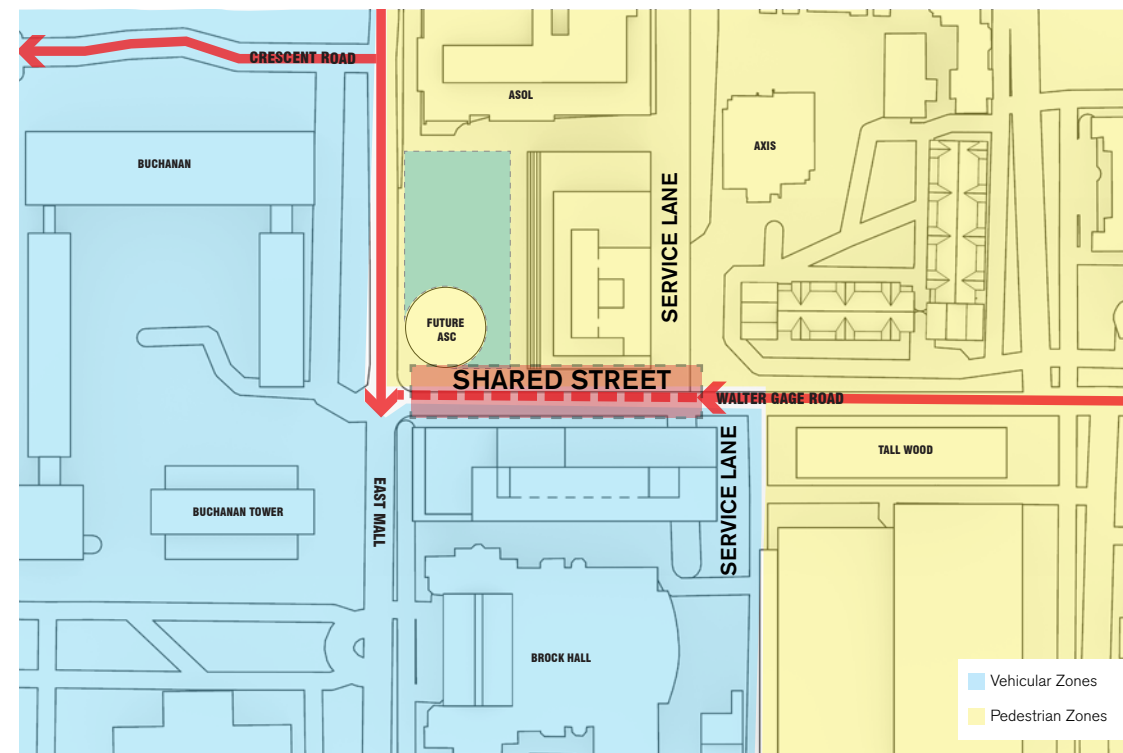 CRESCENT ROAD
ASOL
BUCHANAN
AXIS
SERVICE LANE
FUTURE
ASC
SHARED STREET
WALTER GAGE ROAD
TALL WOOD
SERVICE LANE
EAST MALL
BUCHANAN TOWER
BROCK HALL
Vehicular Zones
Pedestrian Zones